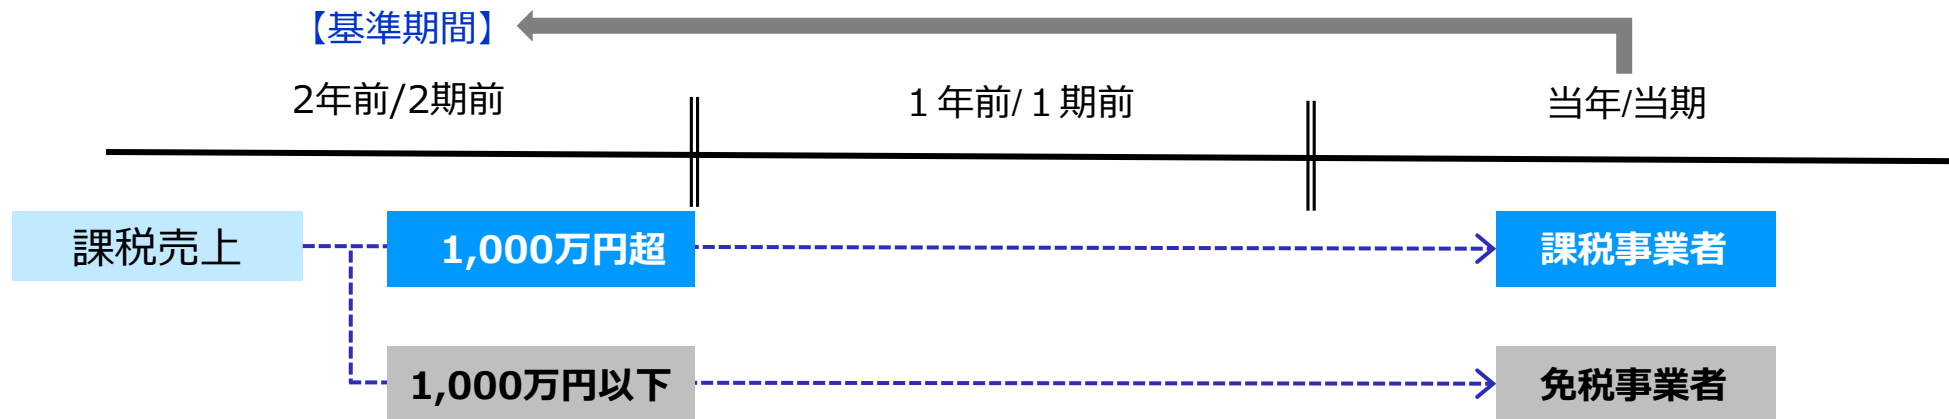 【基準期間】
2年前/2期前
１年前/１期前
当年/当期
課税売上
1,000万円超
課税事業者
1,000万円以下
免税事業者